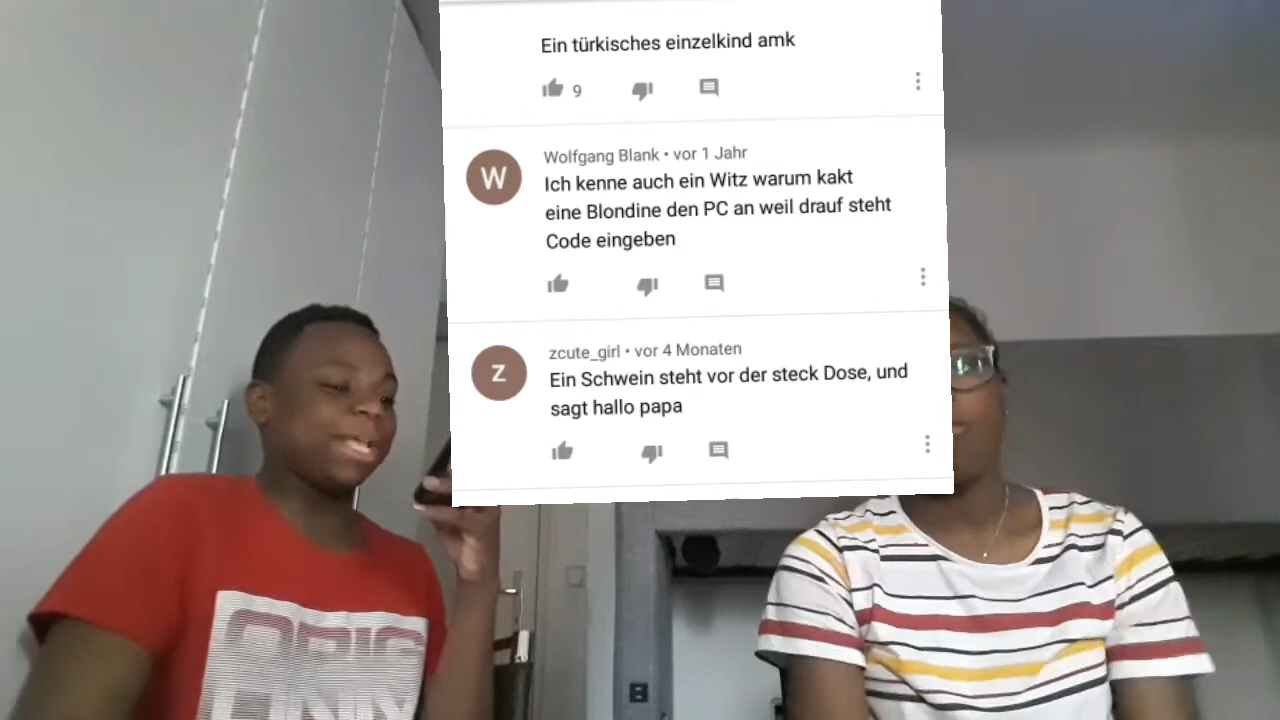 Ein türkisches einzelkind amk
9
Wolfgang Blank • vor 1 Jahr
W
Ich kenne auch ein Witz warum kakt
eine Blondine den PC an weil drauf steht
Code eingeben
zcute_girl • vor 4 Monaten
z
Ein Schwein steht vor der steck Dose, und
sagt hallo papa